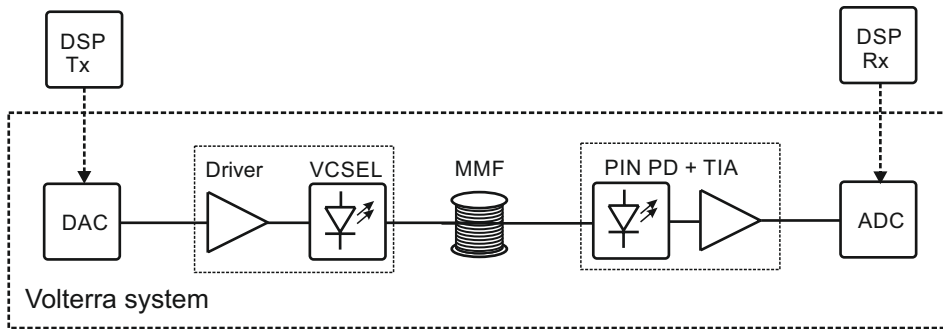 DSP
Tx
DSP
Rx
Driver
VCSEL
MMF
PIN PD + TIA
DAC
ADC
Volterra system